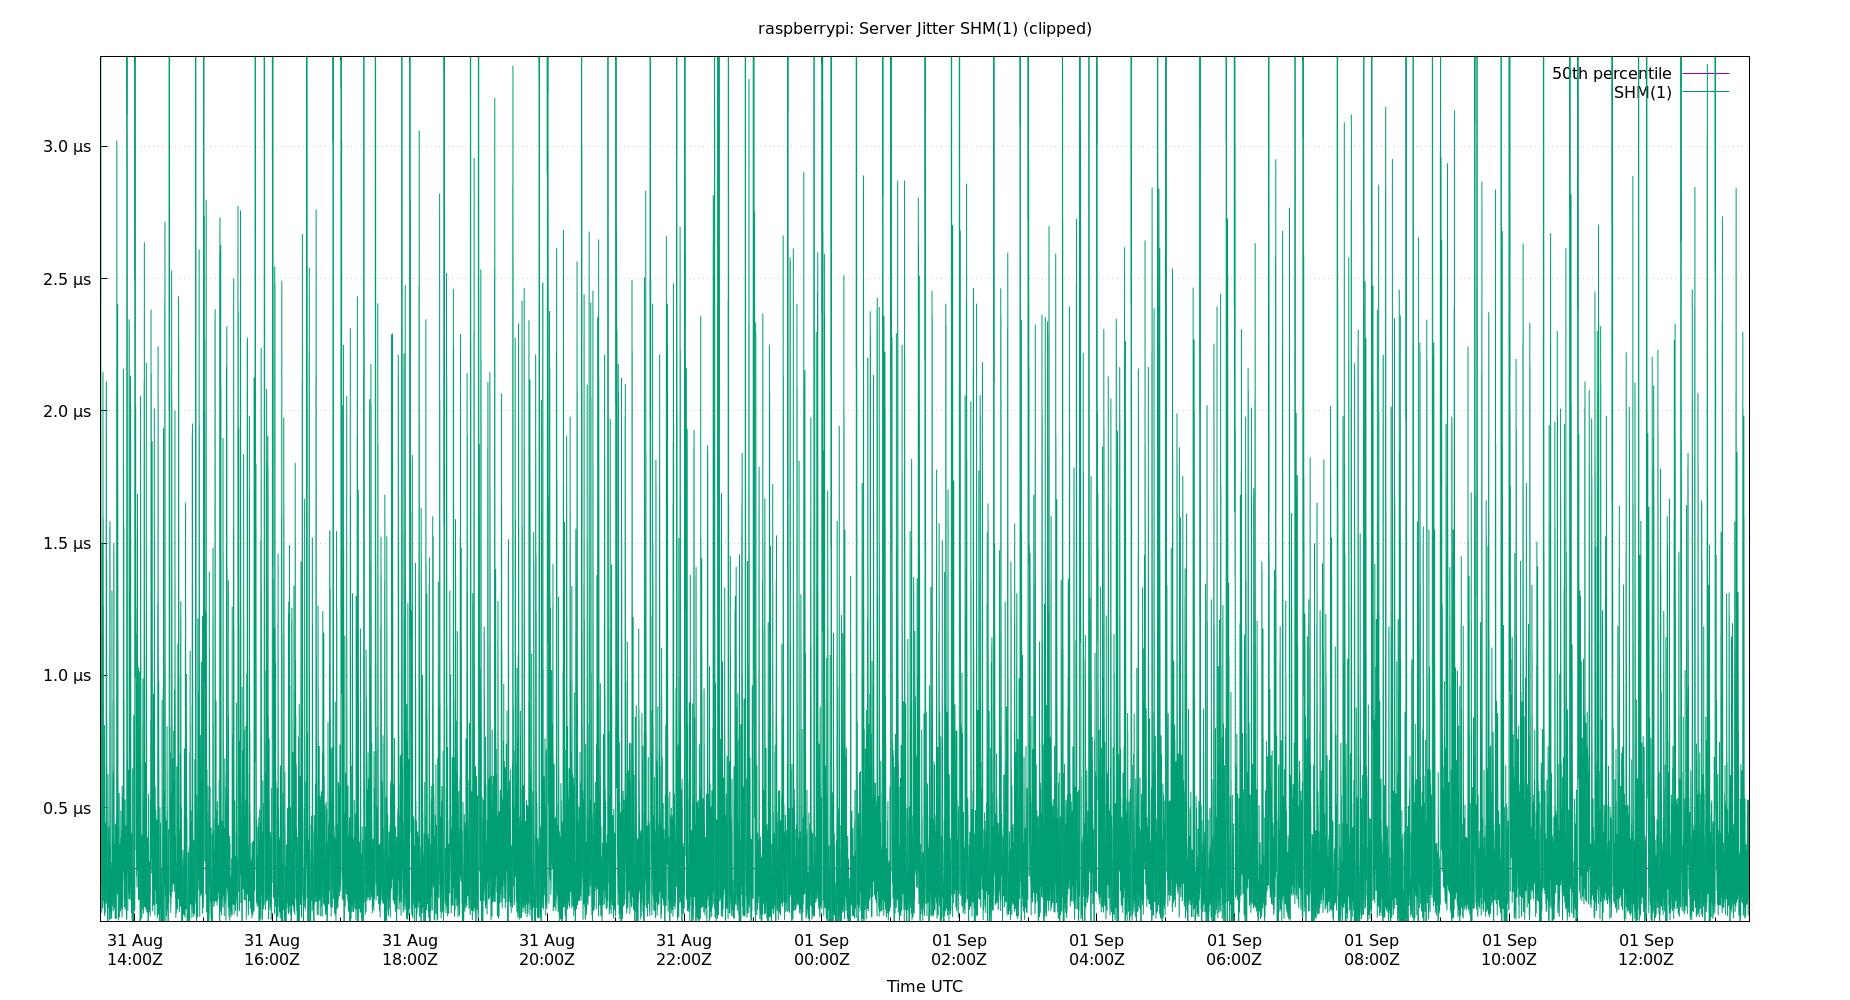 raspberrypi: Server Jitter SHM(1) (clipped)
50th percentile
SHM(1)
3.0 µs
2.5 µs
2.0 µs
1.5 µs
1.0 µs
0.5 µs
31 Aug 31 Aug 31 Aug 31 Aug 31 Aug 01 Sep 01 Sep 01 Sep 01 Sep 01 Sep 01 Sep 01 Sep
14:00Z 16:00Z 18:00Z 20:00Z 22:00Z 00:00Z 02:00Z 04:00Z 06:00Z 08:00Z 10:00Z 12:00Z
Time UTC